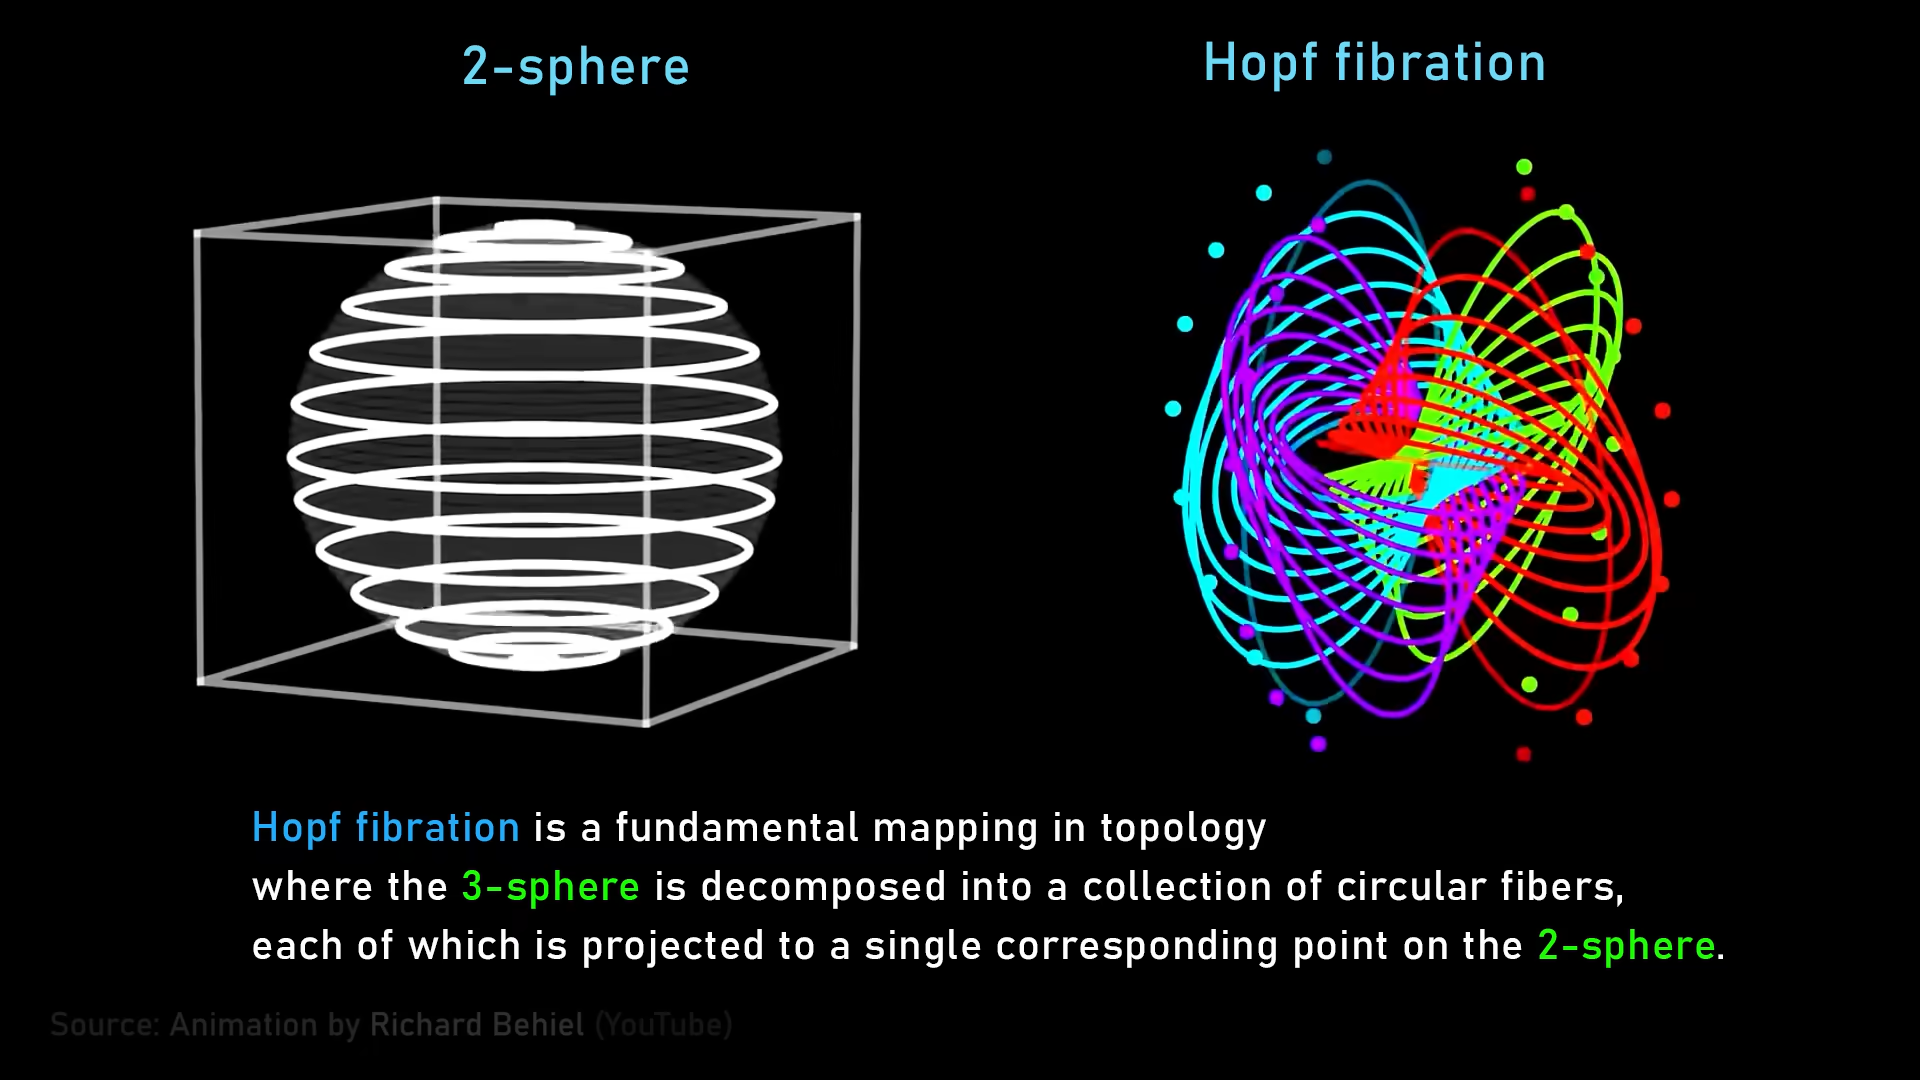 2-sphere
Hopf fibration
Hopf fibration is a fundamental mapping in topology
where the 3-sphere is decomposed into a collection of circular fibers,
each of which is projected to a single corresponding point on the 2-sphere.
Source: Animation by Richard Behiel (YouTube)